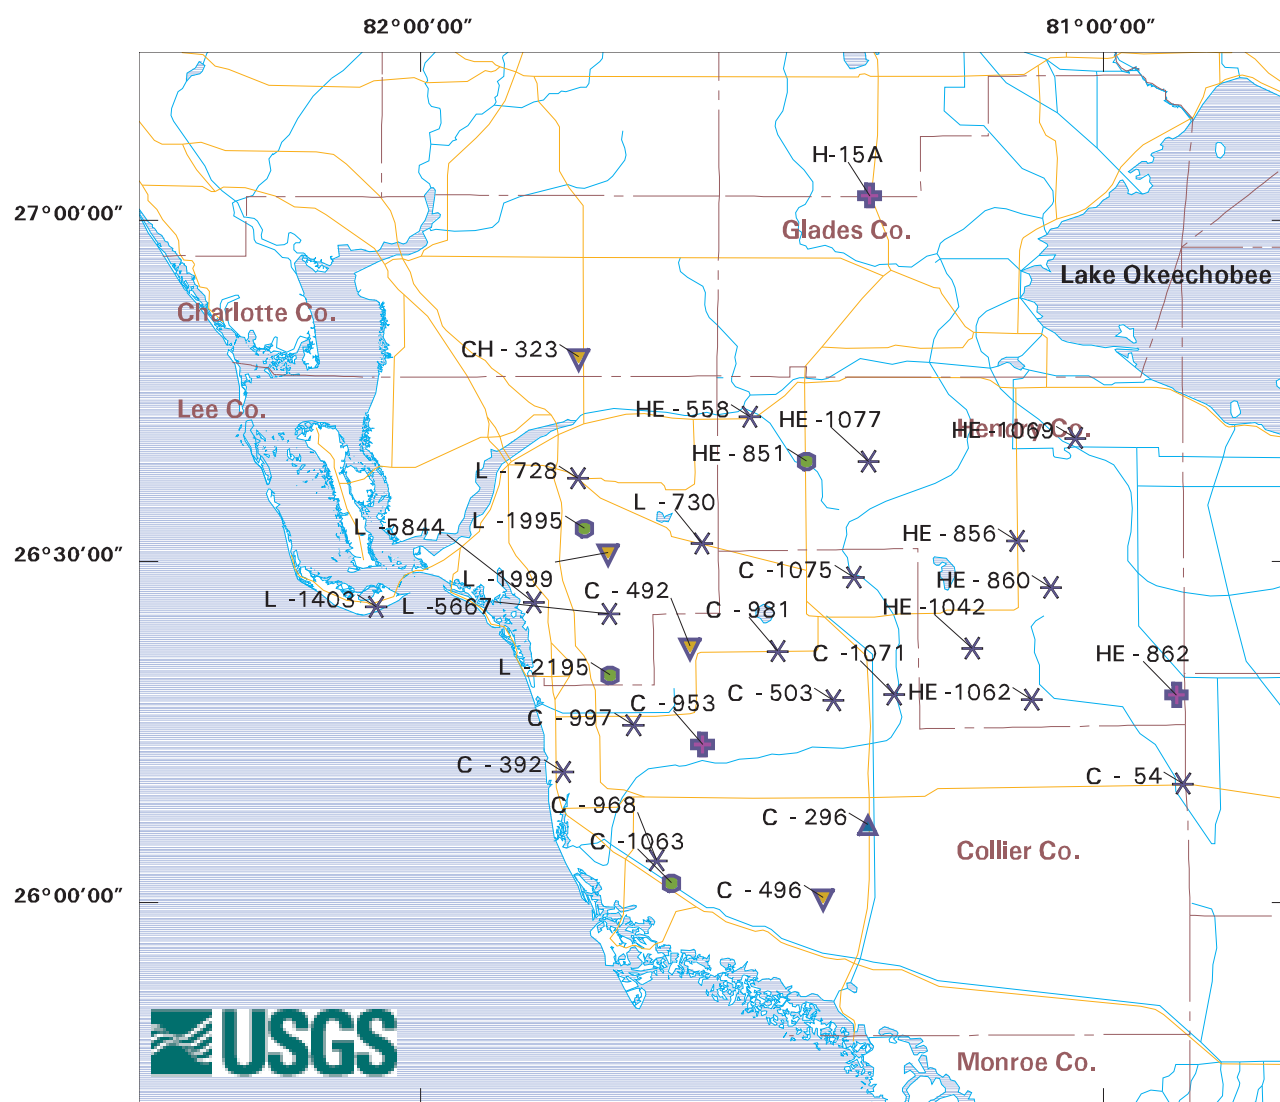 82°00'00"
81°00'00"
H-15A
27°00'00"
Glades Co.
Lake Okeechobee
Charlotte Co.
CH - 323
Lee Co.
HE - 558
HE - 1077
Hendry Co.
HE - 1069
HE - 851
L - 728
L - 730
L - 5844
L - 1995
HE - 856
26°30'00"
C - 1075
L - 1999
HE - 860
C - 492
L - 1403
L - 5667
C - 981
HE - 1042
C - 1071
HE - 862
L - 2195
C - 503
HE - 1062
C - 953
C - 997
C - 392
C - 54
C - 968
C - 296
C - 1063
Collier Co.
26°00'00"
C - 496
USGS
Monroe Co.